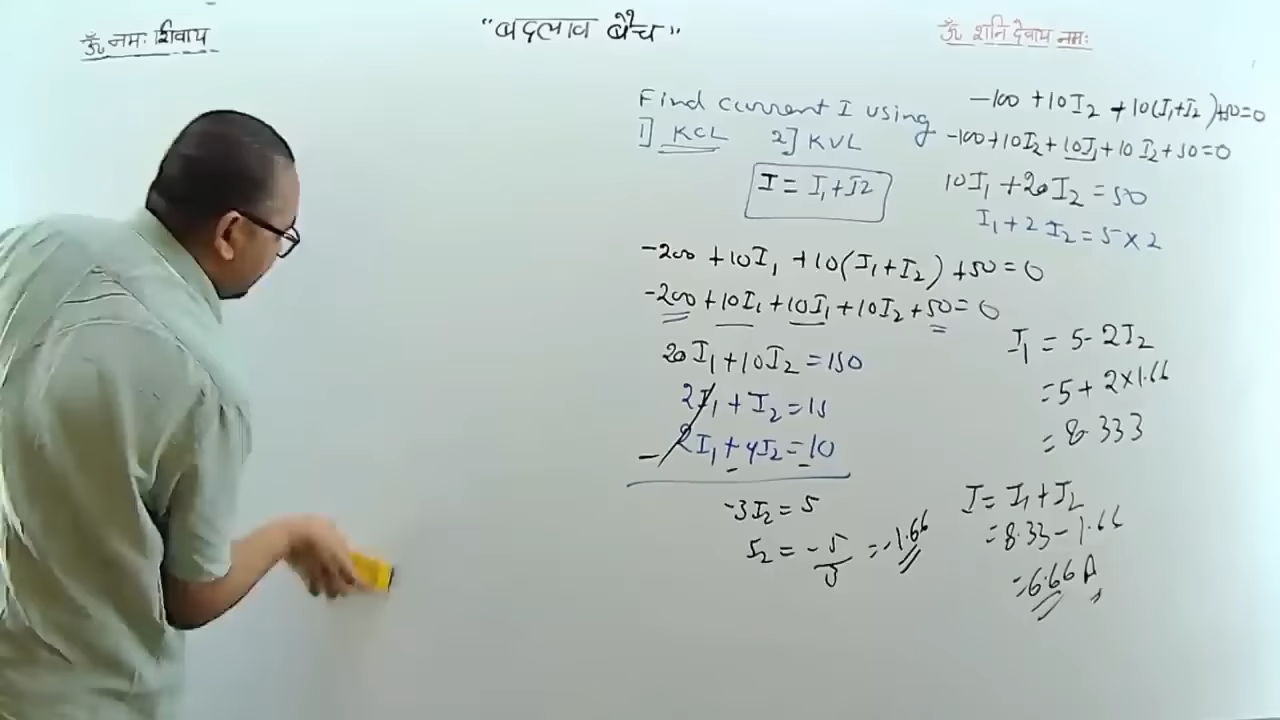 ॐ नमः शिवाय
"बदलाव बैच"
ॐ शनि देवाय नमः
Find current I using
1] KCL 2] KVL
I = I₁+I2
-200 +10I₁ +10(I₁+I₂) +50=0
-200+10I₁+10I₁+10I₂+50=0
20I₁+10I₂=150
2I₁+I₂=15
-2I₁+4I₂=10
-3I₂=5
I₂=-5/3=-1.66
-100 +10I₂ +10(I₁+I₂)+50=0
-100+10I₂+10I₁+10I₂+50=0
10I₁+20I₂=50
I₁+2I₂=5×2
I₁=5-2I₂
=5+2×1.66
=8.333
I=I₁+I₂
=8.33-1.66
=6.66A